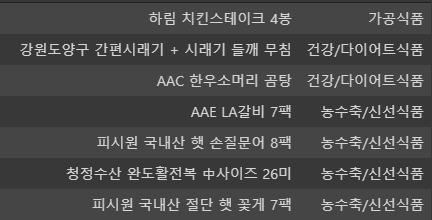 하림 치킨스테이크 4봉 가공식품
강원도양구 간편시래기 + 시래기 들깨 무침 건강/다이어트식품
AAC 한우소머리 곰탕 건강/다이어트식품
AAE LA갈비 7팩 농수축/신선식품
피시원 국내산 햇 손질문어 8팩 농수축/신선식품
청정수산 완도활전복 中사이즈 26미 농수축/신선식품
피시원 국내산 절단 햇 꽃게 7팩 농수축/신선식품